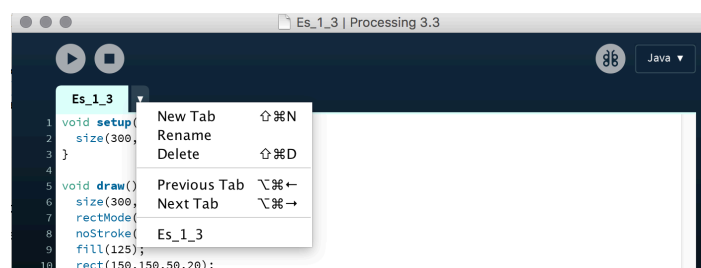 Es_1_3 | Processing 3.3
Java ▼
Es_1_3 ▼
New Tab ⇧⌘N
Rename
Delete ⇧⌘D
Previous Tab ⌥⌘←
Next Tab ⌥⌘→
Es_1_3
1 void setup(
2 size(300,
3 }
4
5 void draw()
6 size(300,
7 rectMode(
8 noStroke(
9 fill(125);
10 rect(150,150,50,20);